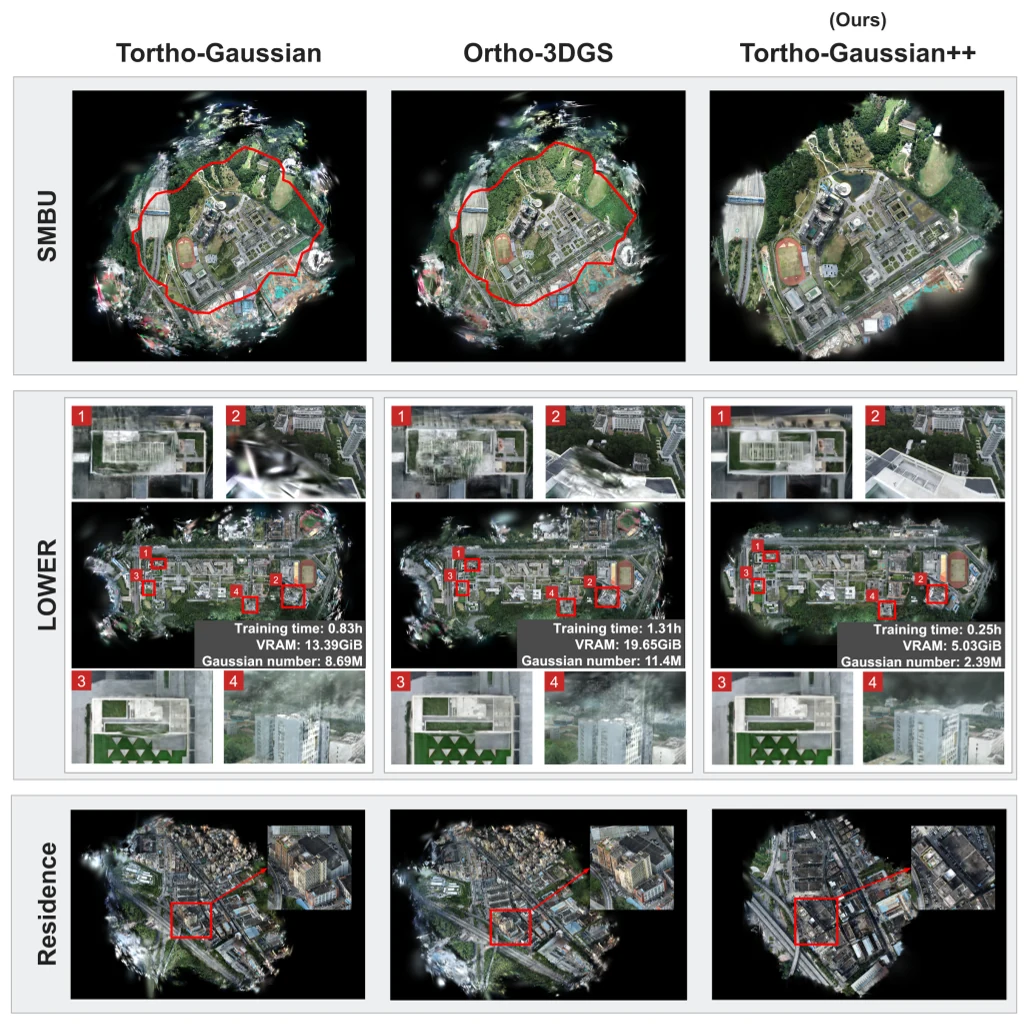 (Ours)
Tortho-Gaussian
Ortho-3DGS
Tortho-Gaussian++
SMBU
LOWER
1
2
1
2
1
2
1
3
4
2
1
3
4
2
1
3
4
2
Training time: 0.83h
VRAM: 13.39GiB
Gaussian number: 8.69M
Training time: 1.31h
VRAM: 19.65GiB
Gaussian number: 11.4M
Training time: 0.25h
VRAM: 5.03GiB
Gaussian number: 2.39M
3
4
3
4
3
4
Residence